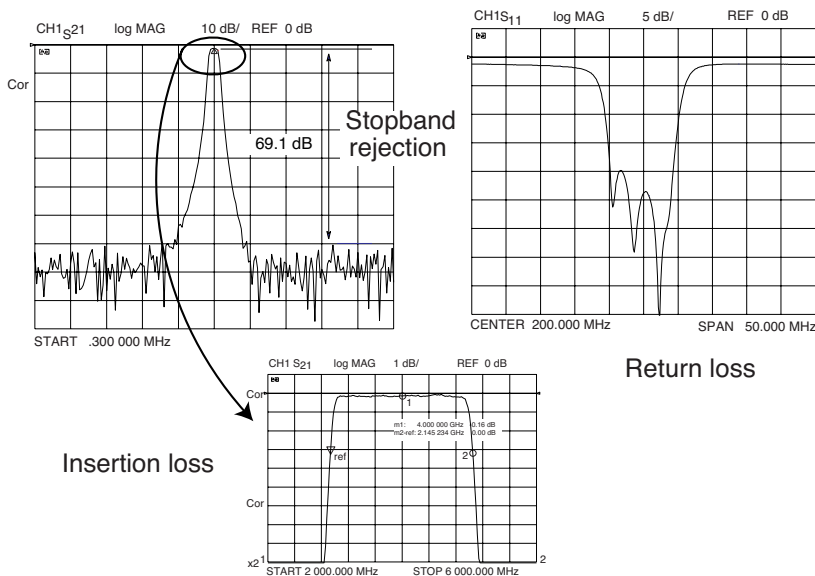 CH1S21 log MAG 10 dB/ REF 0 dB
Cor
69.1 dB
Stopband
rejection
START .300 000 MHz
CH1S11 log MAG 5 dB/ REF 0 dB
CENTER 200.000 MHz SPAN 50.000 MHz
Return loss
CH1 S21 log MAG 1 dB/ REF 0 dB
Cor
1
m1: 4.000 000 GHz 0.16 dB
m2-ref: 2.145 234 GHz 0.00 dB
ref
2
Insertion loss
Cor
x2 1
2
START 2 000.000 MHz STOP 6 000.000 MHz